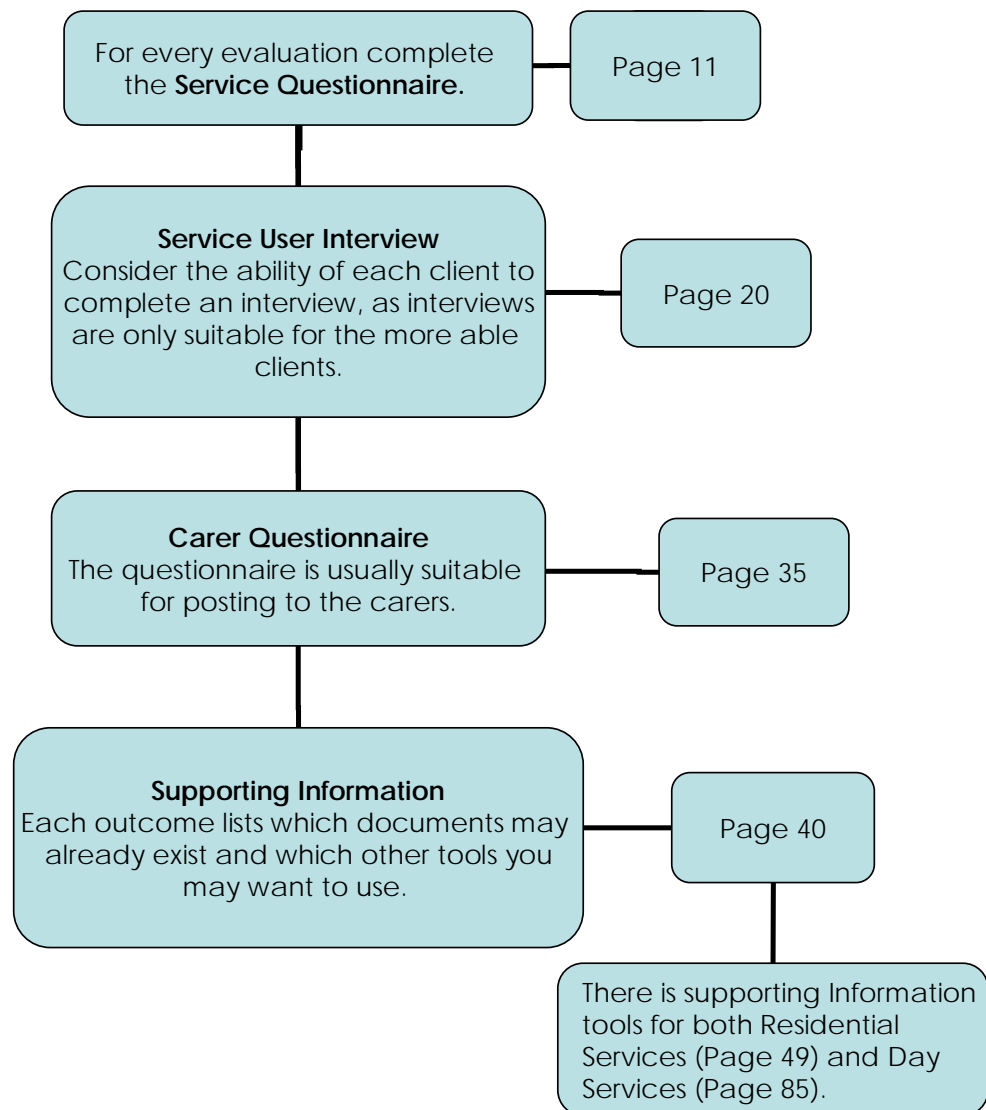 For every evaluation complete
the Service Questionnaire.
Page 11
Service User Interview
Consider the ability of each client to
complete an interview, as interviews
are only suitable for the more able
clients.
Page 20
Carer Questionnaire
The questionnaire is usually suitable
for posting to the carers.
Page 35
Supporting Information
Each outcome lists which documents may
already exist and which other tools you
may want to use.
Page 40
There is supporting Information
tools for both Residential
Services (Page 49) and Day
Services (Page 85).